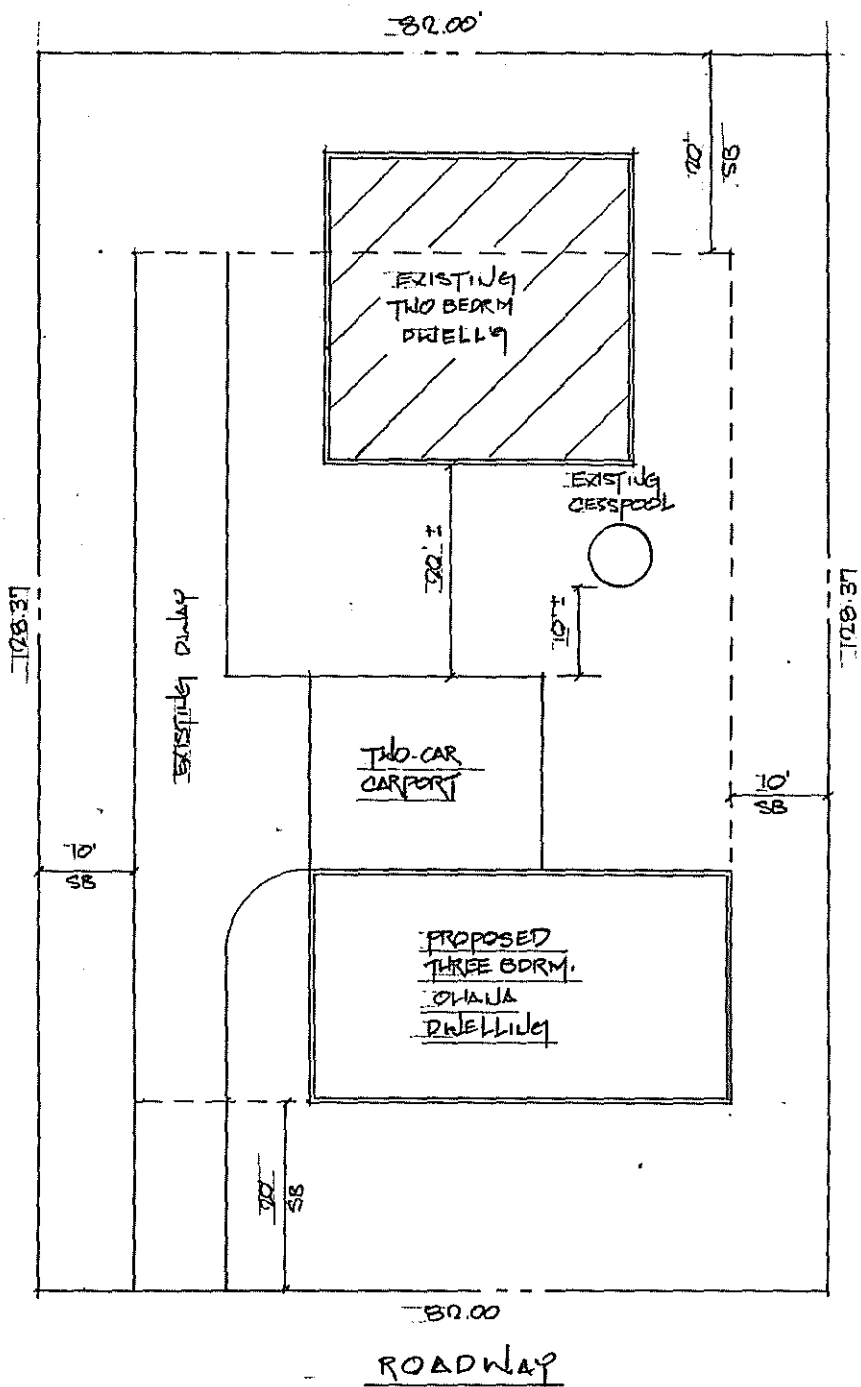 82.00'
20'
SB
EXISTING
TWO BEDRM
DWELL'G
EXISTING
CESSPOOL
20' ±
10' ±
128.37
128.37
EXISTING D'WAY
TWO-CAR
CARPORT
10'
SB
10'
SB
PROPOSED
THREE BDRM.
OHANA
DWELLING
20'
SB
82.00
ROADWAY